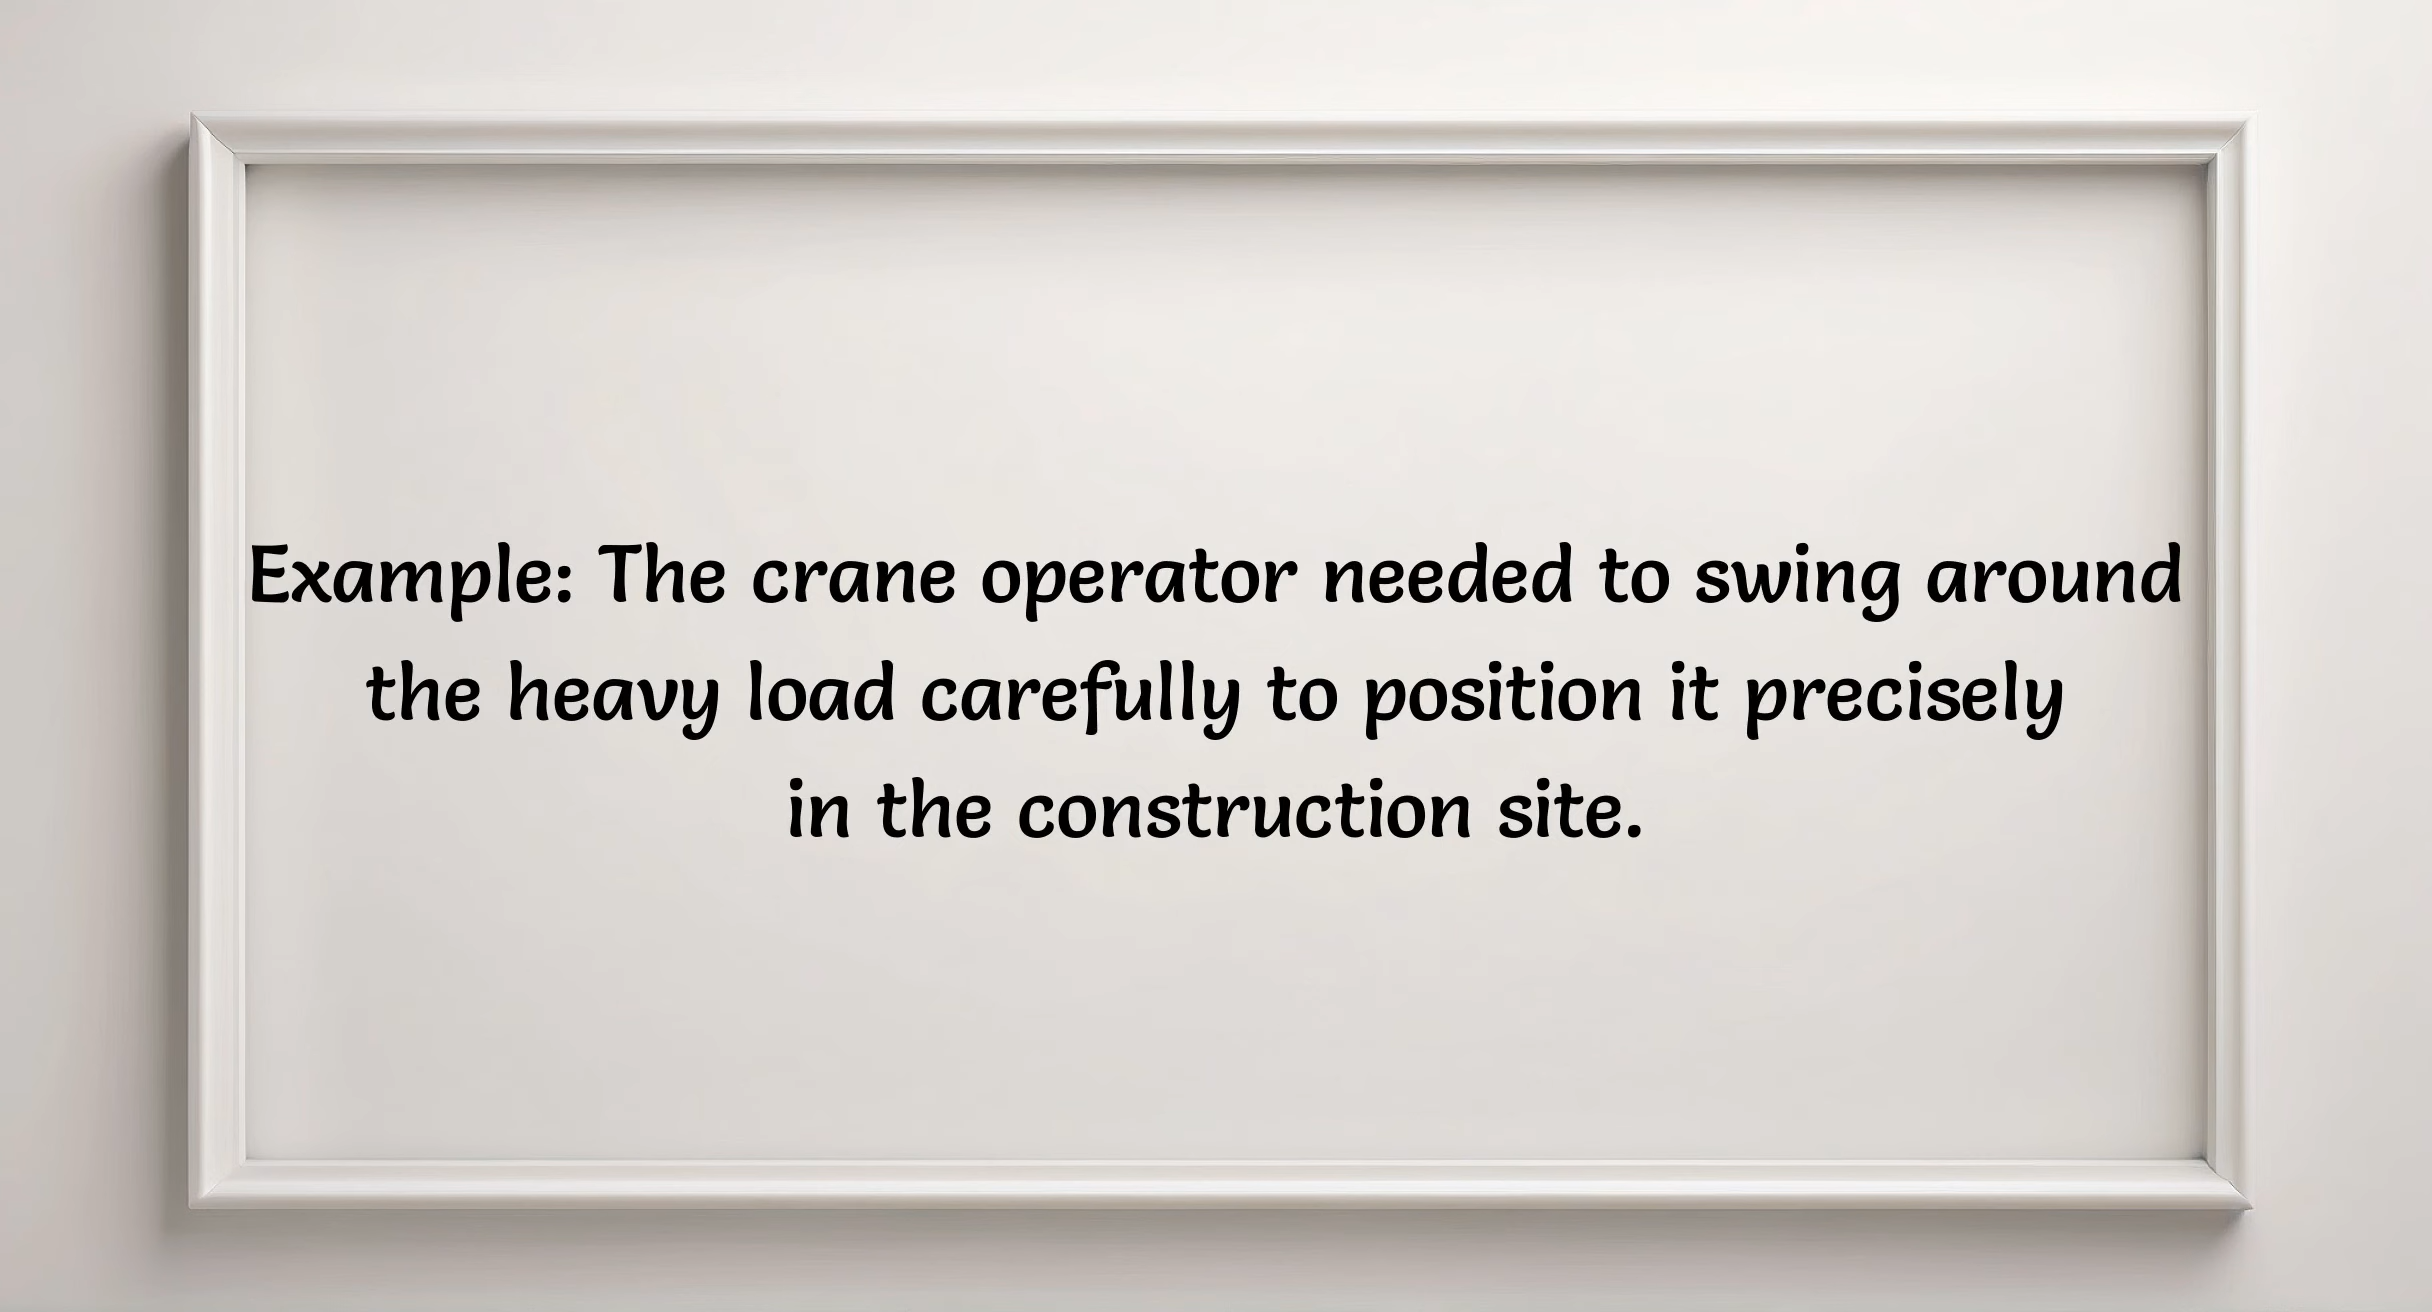 Example: The crane operator needed to swing around
the heavy load carefully to position it precisely
in the construction site.